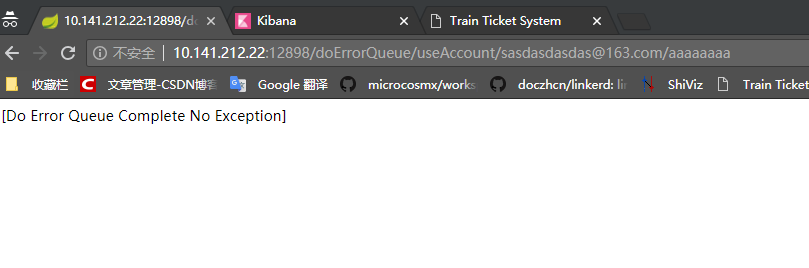 10.141.212.22:12898/do
Kibana
Train Ticket System
不安全
10.141.212.22:12898/doErrorQueue/useAccount/sasdasdasdas@163.com/aaaaaaaa
收藏栏
文章管理-CSDN博客
Google 翻译
microcosmx/works
doczhcn/linkerd: li
ShiViz
Train Ticket
[Do Error Queue Complete No Exception]